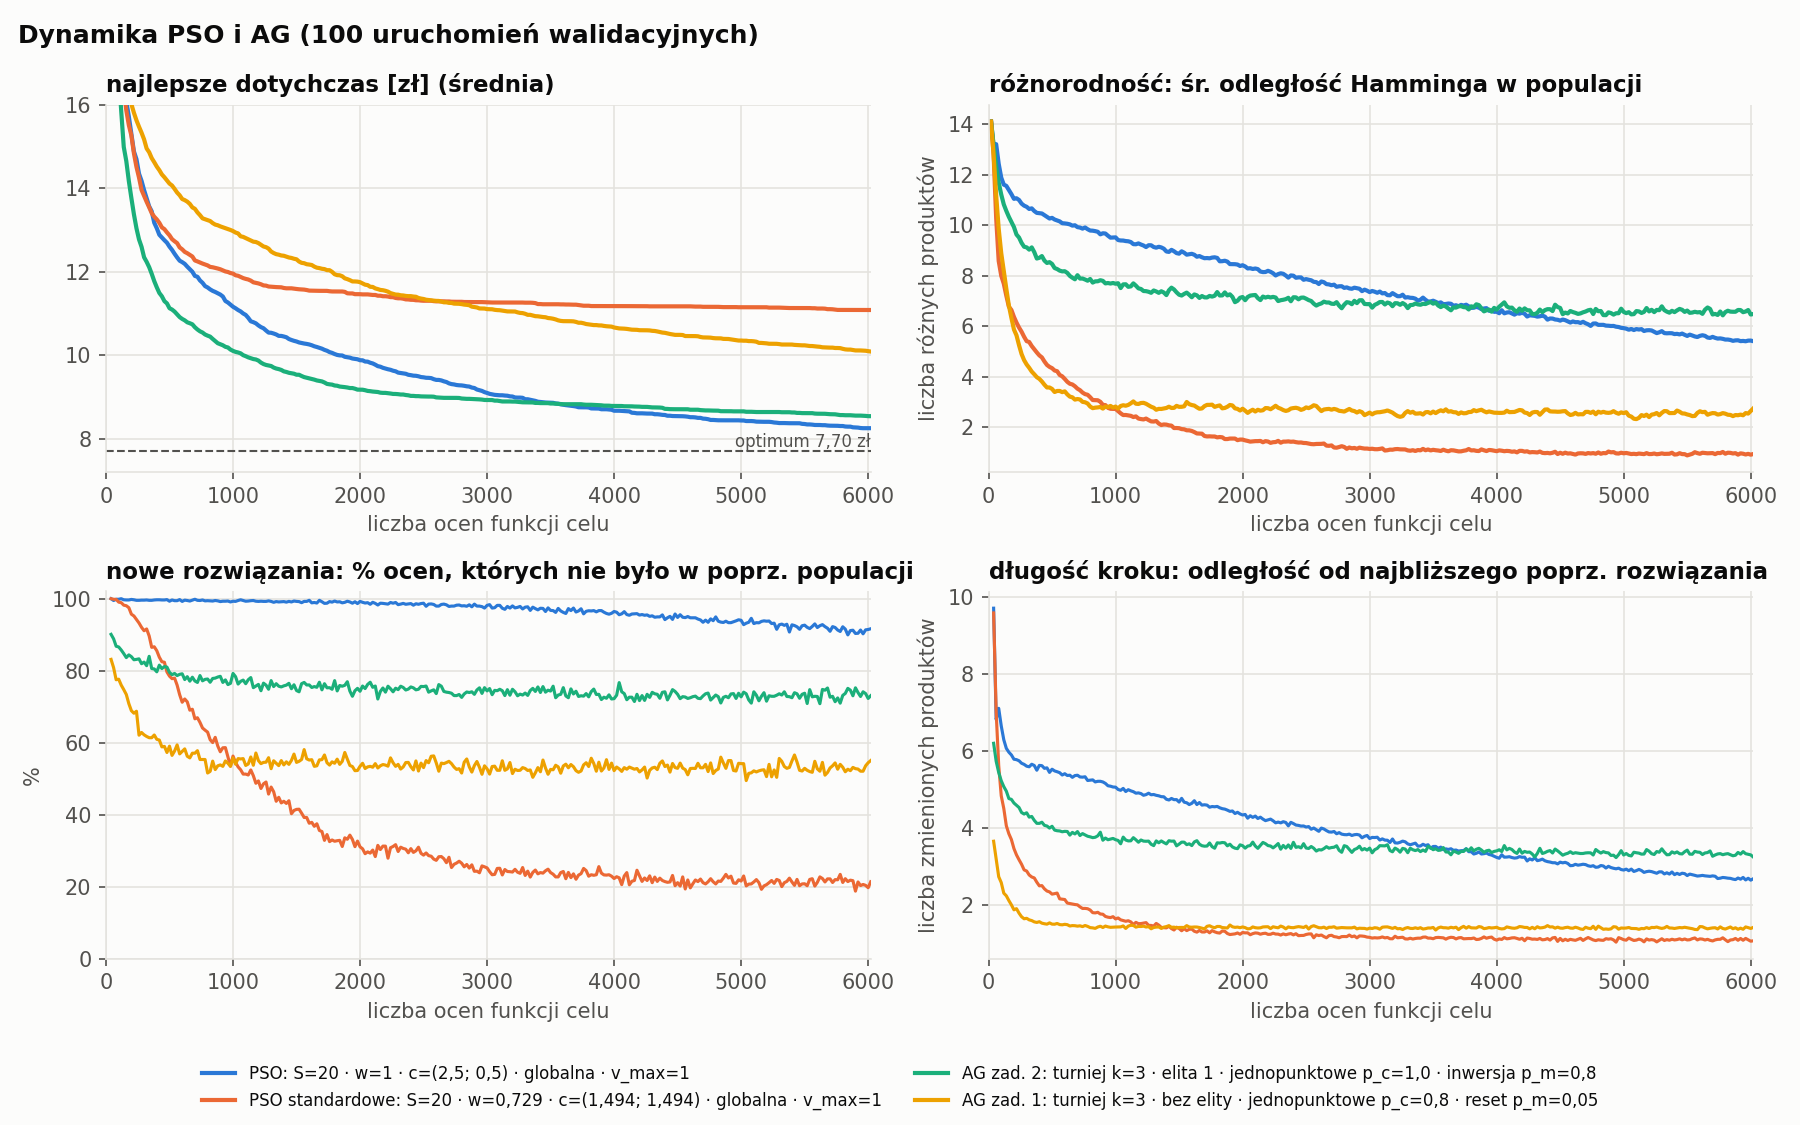 Dynamika PSO i AG (100 uruchomień walidacyjnych)
najlepsze dotychczas [zł] (średnia)
16
14
12
10
8
optimum 7,70 zł
0 1000 2000 3000 4000 5000 6000
liczba ocen funkcji celu
różnorodność: śr. odległość Hamminga w populacji
liczba różnych produktów
14
12
10
8
6
4
2
0 1000 2000 3000 4000 5000 6000
liczba ocen funkcji celu
nowe rozwiązania: % ocen, których nie było w poprz. populacji
%
100
80
60
40
20
0
0 1000 2000 3000 4000 5000 6000
liczba ocen funkcji celu
długość kroku: odległość od najbliższego poprz. rozwiązania
liczba zmienionych produktów
10
8
6
4
2
0 1000 2000 3000 4000 5000 6000
liczba ocen funkcji celu
PSO: S=20 · w=1 · c=(2,5; 0,5) · globalna · v_max=1
PSO standardowe: S=20 · w=0,729 · c=(1,494; 1,494) · globalna · v_max=1
AG zad. 2: turniej k=3 · elita 1 · jednopunktowe p_c=1,0 · inwersja p_m=0,8
AG zad. 1: turniej k=3 · bez elity · jednopunktowe p_c=0,8 · reset p_m=0,05